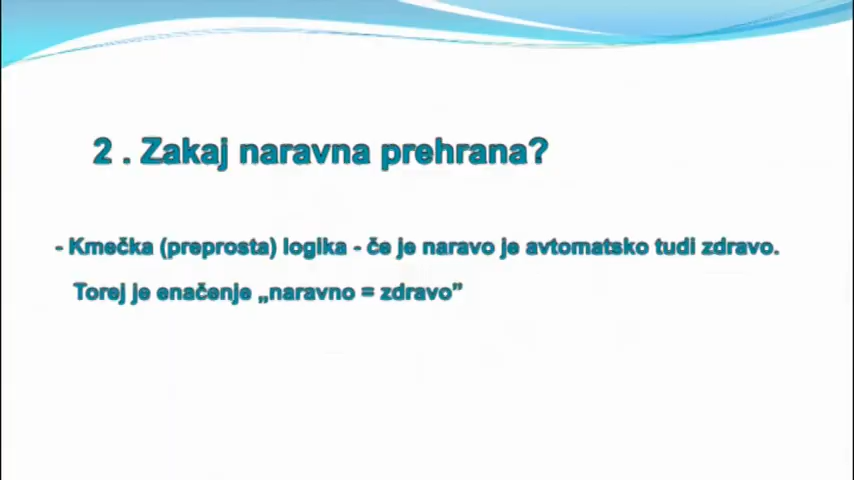 2 . Zakaj naravna prehrana?
- Kmečka (preprosta) logika - če je naravo je avtomatsko tudi zdravo.
Torej je enačenje „naravno = zdravo”